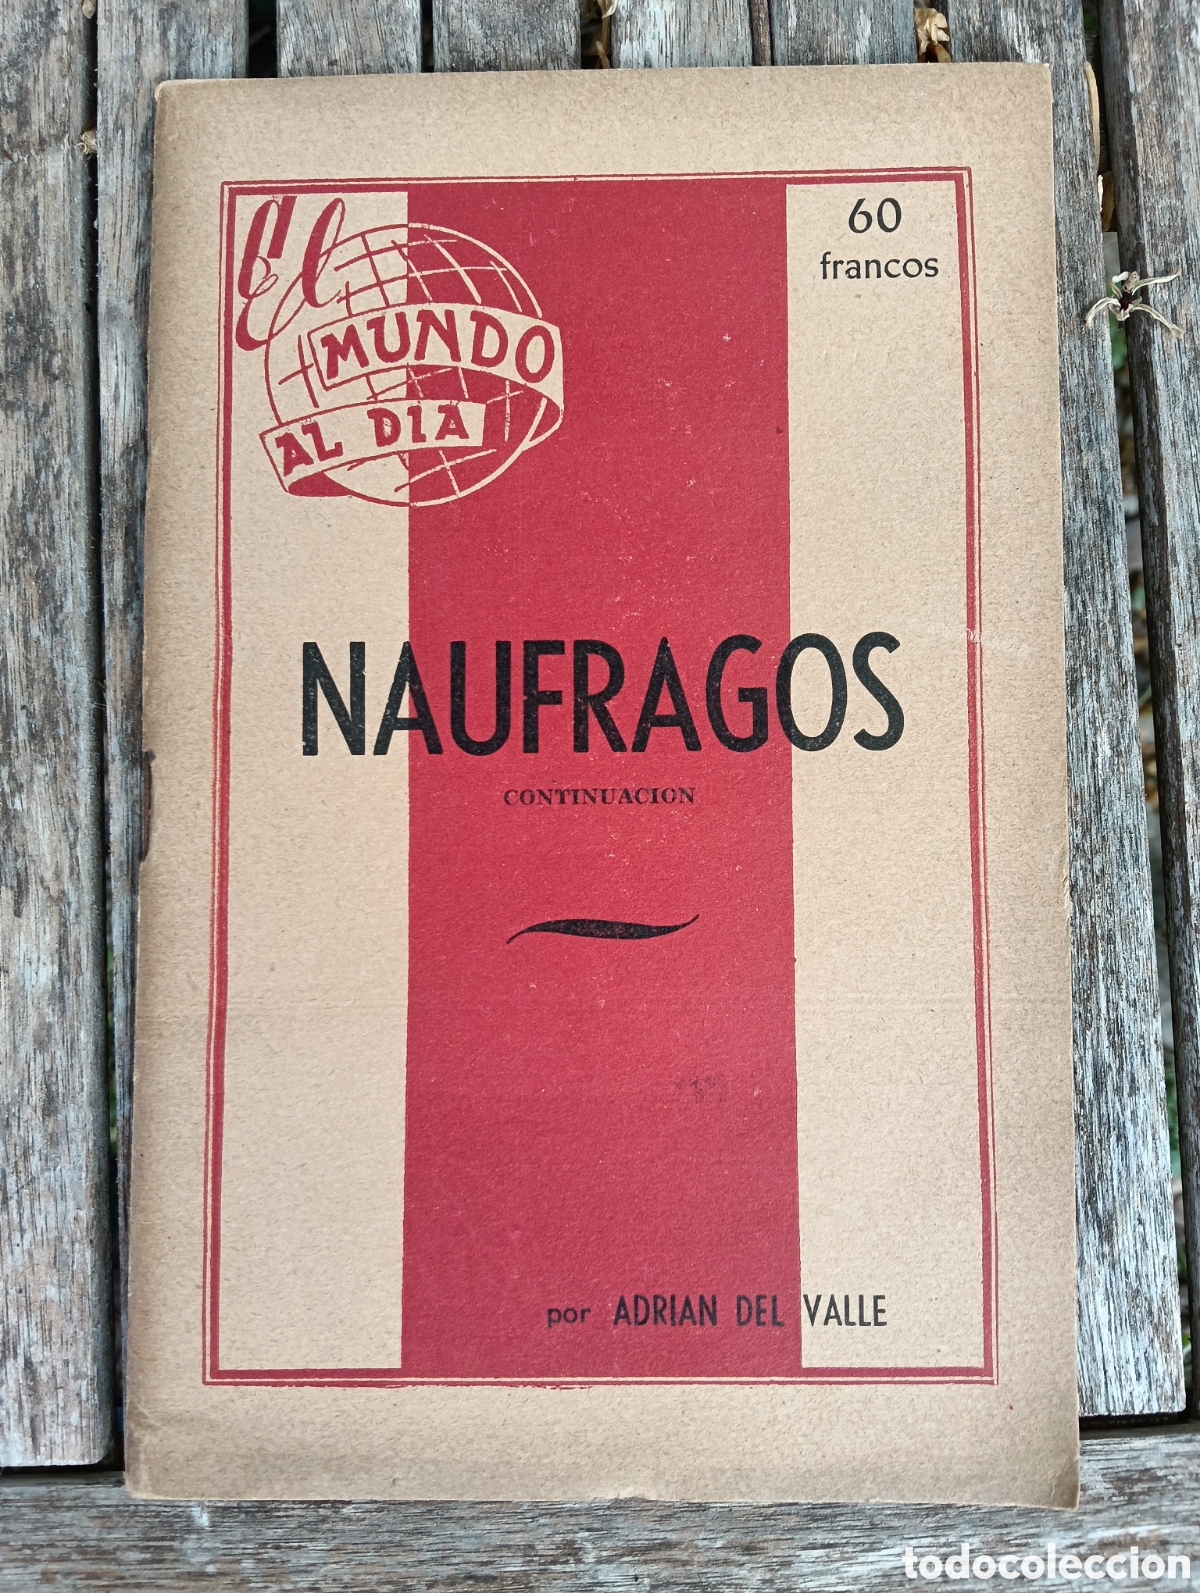 El
MUNDO
AL DIA
60
francos
NAUFRAGOS
CONTINUACION
por ADRIAN DEL VALLE
todocoleccion